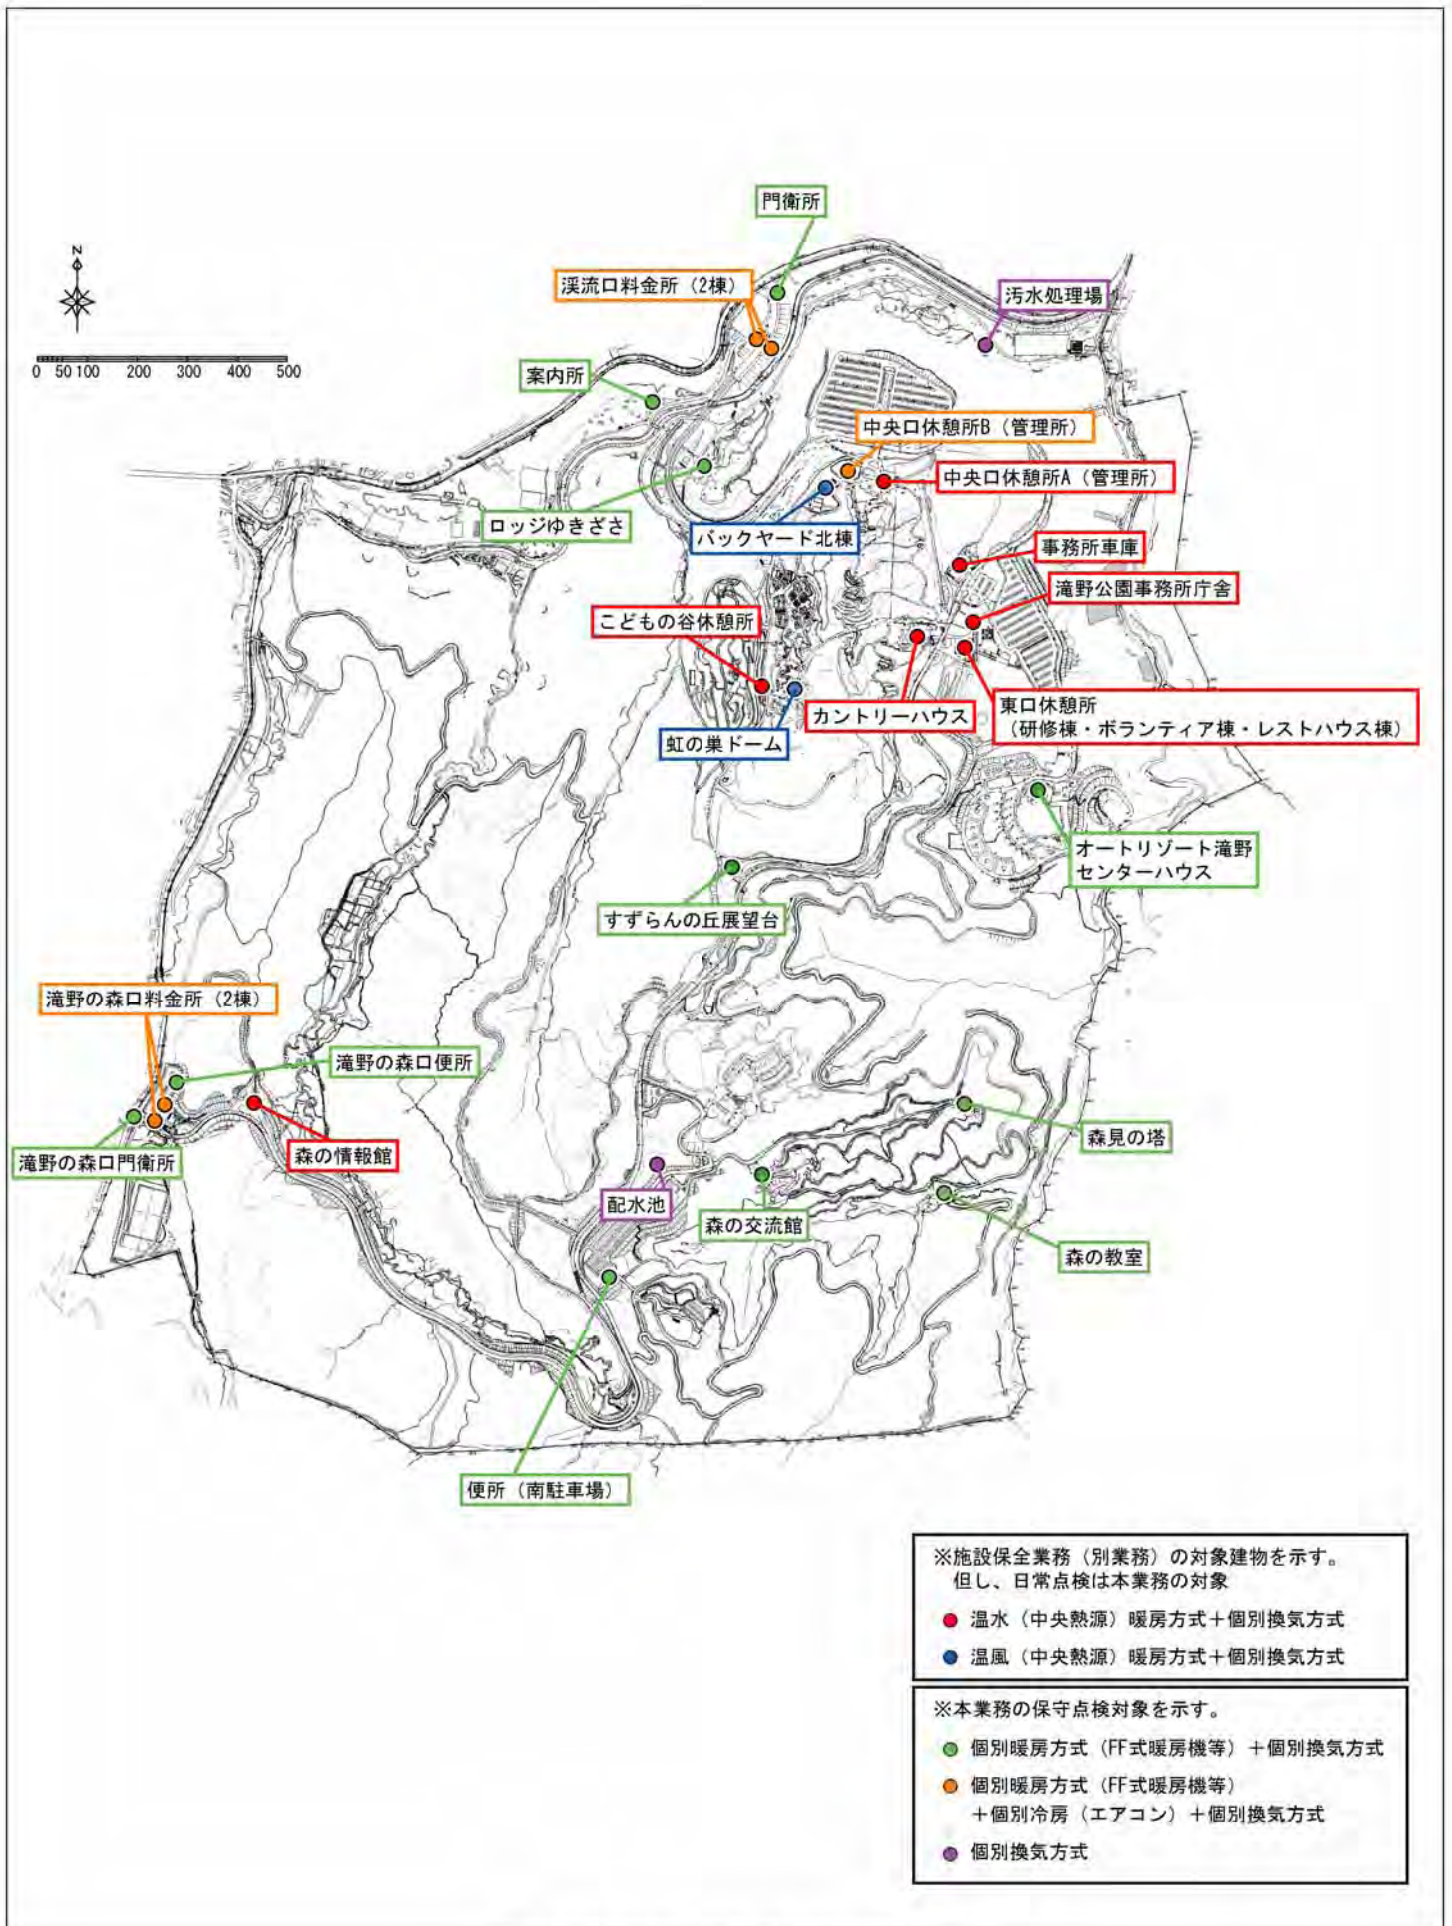 門衛所
N
渓流口料金所（2棟）
汚水処理場
0 50 100 200 300 400 500
案内所
中央口休憩所B（管理所）
中央口休憩所A（管理所）
ロッジゆきざさ
バックヤード北棟
事務所車庫
滝野公園事務所庁舎
こどもの谷休憩所
カントリーハウス
東口休憩所
（研修棟・ボランティア棟・レストハウス棟）
虹の巣ドーム
オートリゾート滝野
センターハウス
すずらんの丘展望台
滝野の森口料金所（2棟）
滝野の森口便所
森見の塔
滝野の森口門衛所
森の情報館
配水池
森の交流館
森の教室
便所（南駐車場）
※施設保全業務（別業務）の対象建物を示す。
但し、日常点検は本業務の対象
温水（中央熱源）暖房方式＋個別換気方式
温風（中央熱源）暖房方式＋個別換気方式
※本業務の保守点検対象を示す。
個別暖房方式（FF式暖房機等）＋個別換気方式
個別暖房方式（FF式暖房機等）
＋個別冷房（エアコン）＋個別換気方式
個別換気方式